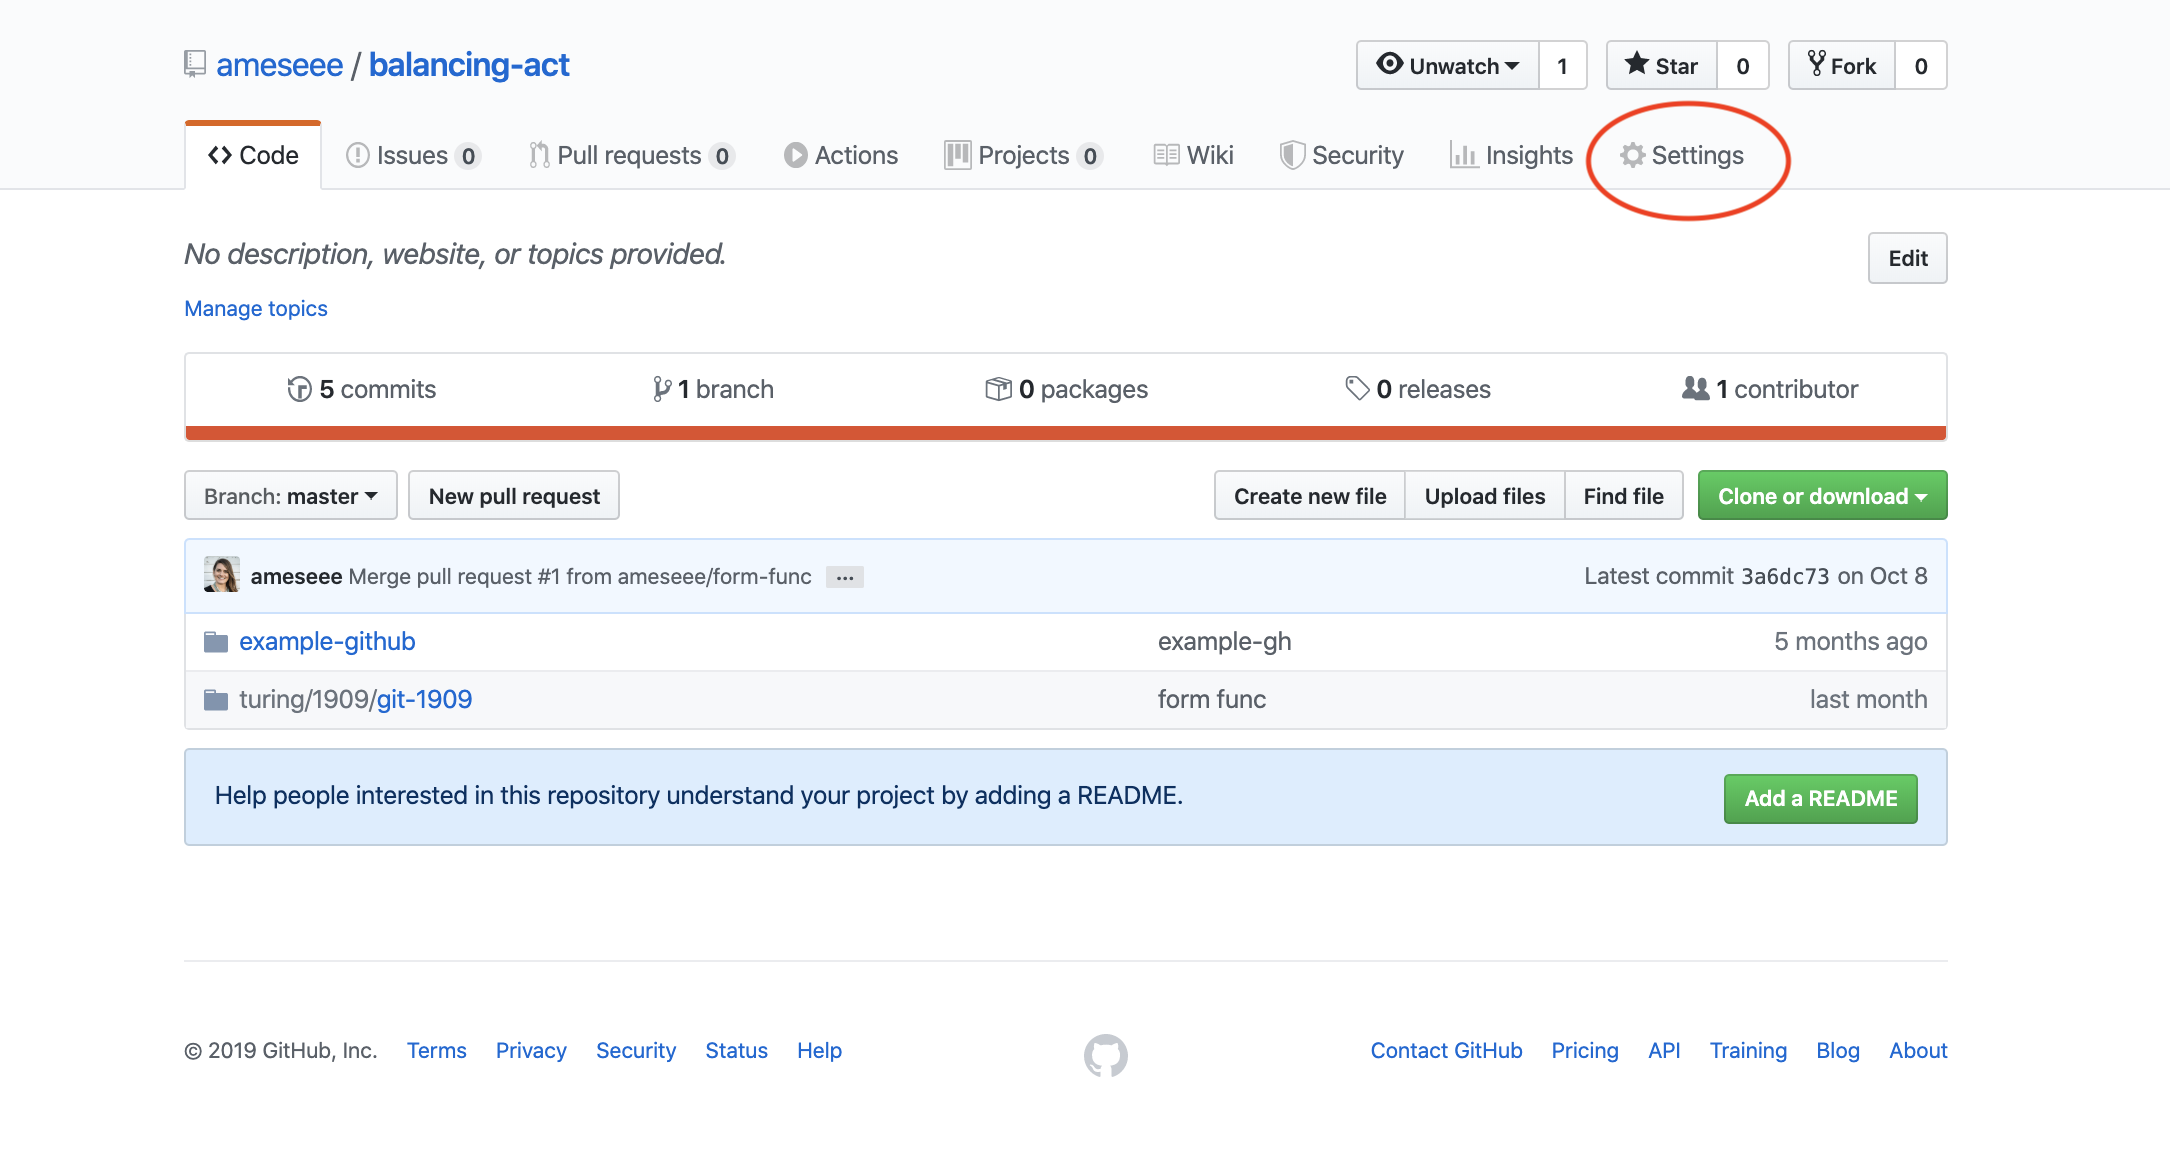 ameseee / balancing-act
Unwatch 1 Star 0 Fork 0
Code Issues 0 Pull requests 0 Actions Projects 0 Wiki Security Insights Settings
No description, website, or topics provided.
Edit
Manage topics
5 commits 1 branch 0 packages 0 releases 1 contributor
Branch: master New pull request Create new file Upload files Find file Clone or download
ameseee Merge pull request #1 from ameseee/form-func ... Latest commit 3a6dc73 on Oct 8
example-github example-gh 5 months ago
turing/1909/git-1909 form func last month
Help people interested in this repository understand your project by adding a README. Add a README
© 2019 GitHub, Inc. Terms Privacy Security Status Help Contact GitHub Pricing API Training Blog About